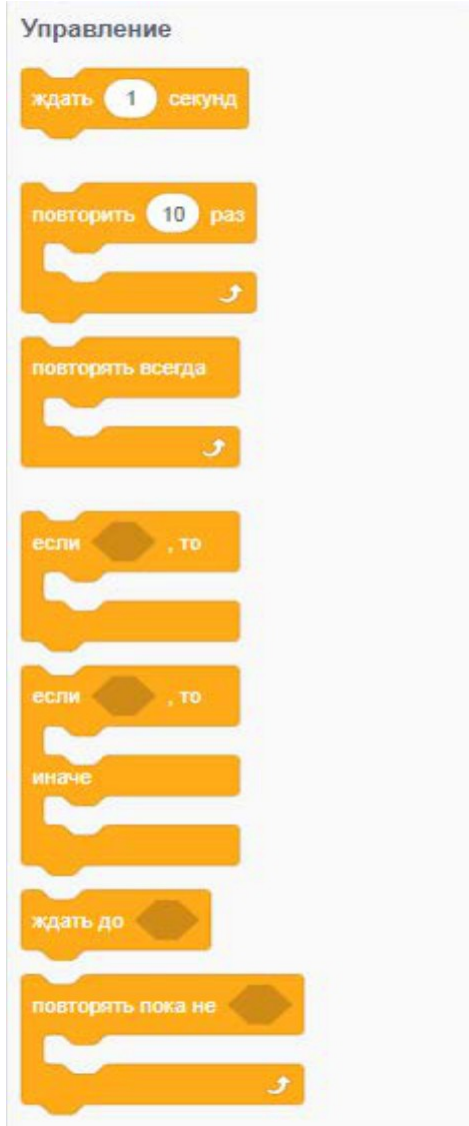 Управление
ждать 1 секунд
повторить 10 раз
повторять всегда
если , то
если , то
иначе
ждать до
повторять пока не